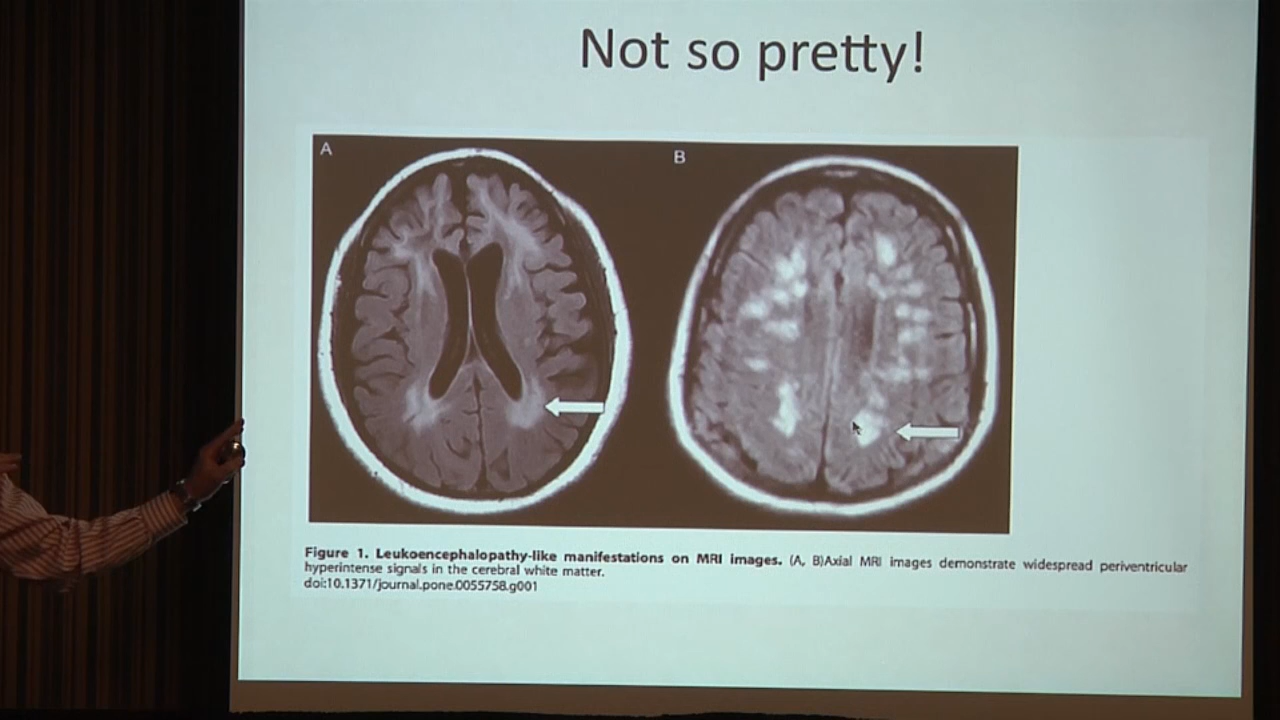 Not so pretty!
A
B
Figure 1. Leukoencephalopathy-like manifestations on MRI images. (A, B)Axial MRI images demonstrate widespread periventricular
hyperintense signals in the cerebral white matter.
doi:10.1371/journal.pone.0055758.g001